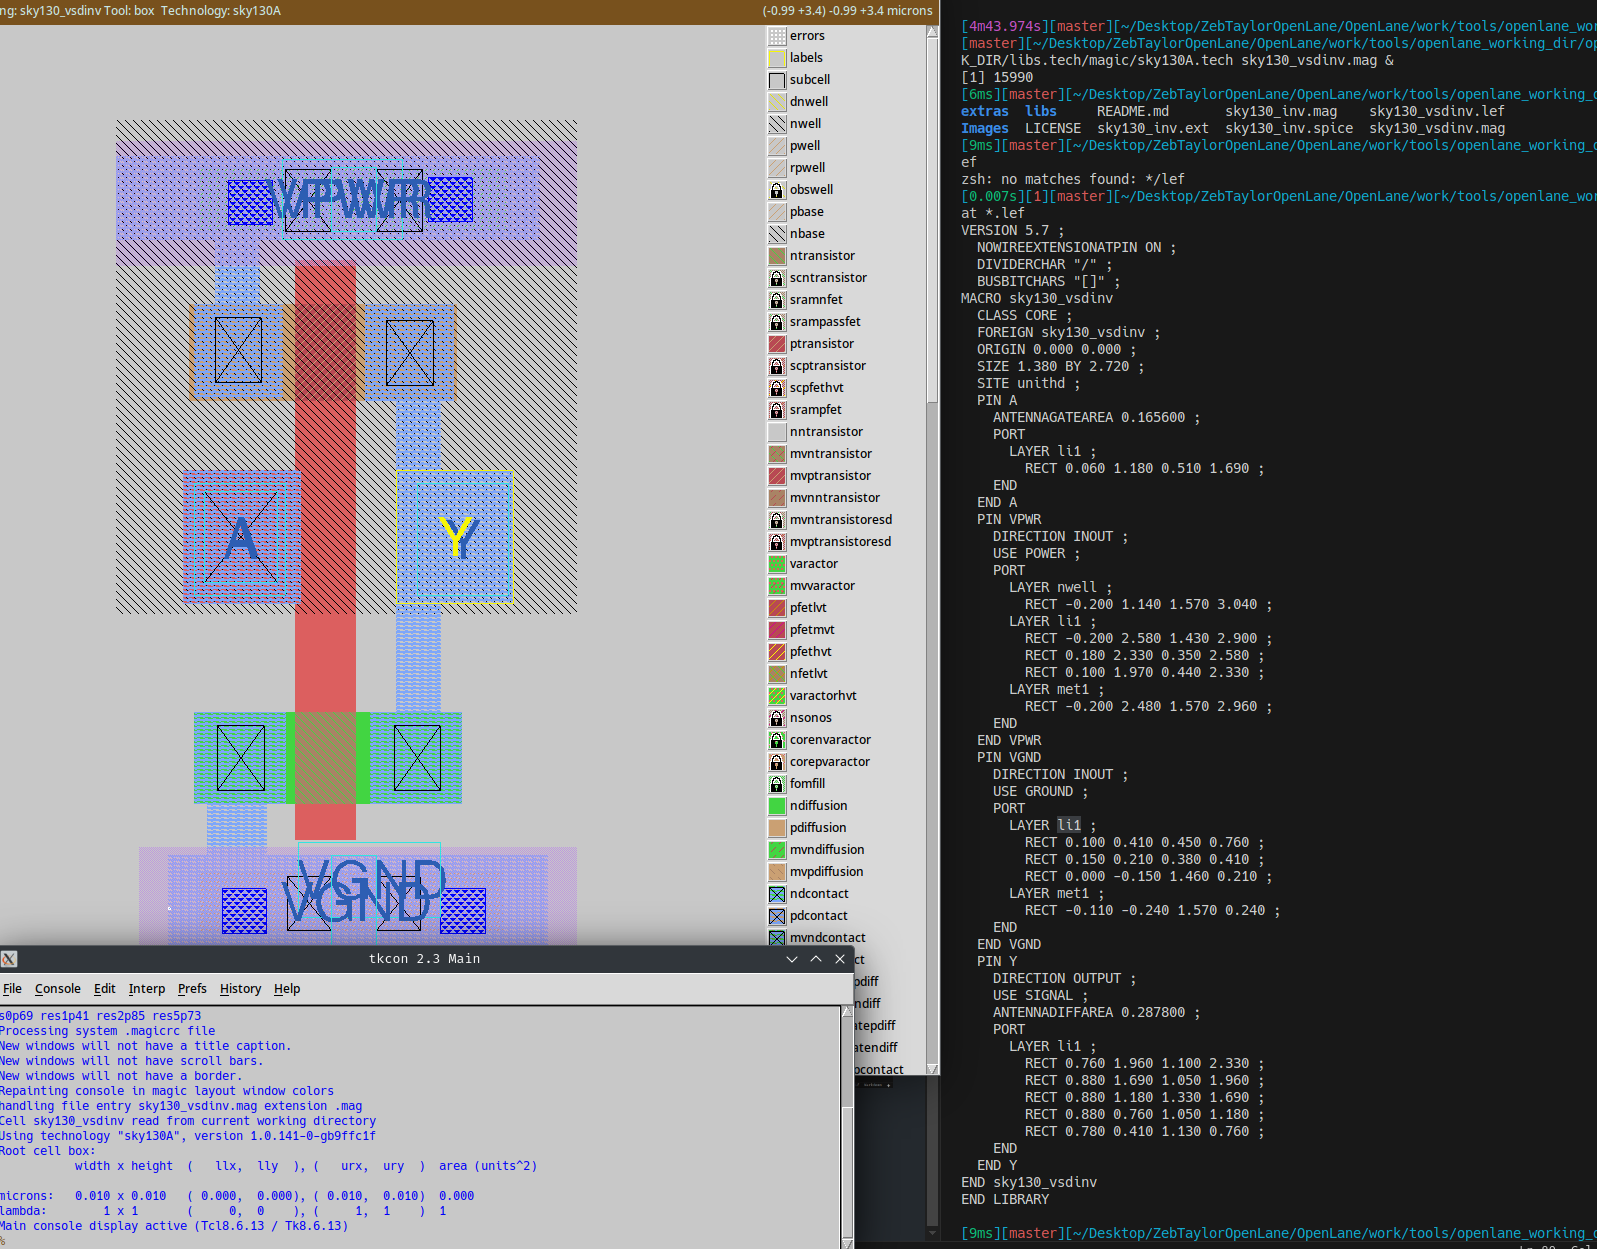 ng: sky130_vsdinv Tool: box  Technology: sky130A
(-0.99 +3.4) -0.99 +3.4 microns
VPWR
A
Y
VGND
VGND
errors
labels
subcell
dnwell
nwell
pwell
rpwell
obswell
pbase
nbase
ntransistor
scntransistor
sramnfet
srampassfet
ptransistor
scptransistor
scpfethvt
srampfet
nntransistor
mvntransistor
mvptransistor
mvnntransistor
mvntransistoresd
mvptransistoresd
varactor
mvvaractor
pfetlvt
pfetmvt
pfethvt
nfetlvt
varactorhvt
nsonos
corenvaractor
corepvaractor
fomfill
ndiffusion
pdiffusion
mvndiffusion
mvpdiffusion
ndcontact
pdcontact
mvndcontact
ct
pdiff
ndiff
atepdiff
atendiff
pcontact
tkcon 2.3 Main
File Console Edit Interp Prefs History Help
s0p69 res1p41 res2p85 res5p73
Processing system .magicrc file
New windows will not have a title caption.
New windows will not have scroll bars.
New windows will not have a border.
Repainting console in magic layout window colors
handling file entry sky130_vsdinv.mag extension .mag
Cell sky130_vsdinv read from current working directory
Using technology "sky130A", version 1.0.141-0-gb9ffc1f
Root cell box:
width x height  (   llx,  lly  ), (   urx,  ury  )  area (units^2)
microns:   0.010 x 0.010   ( 0.000,  0.000), ( 0.010,  0.010)  0.000
lambda:        1 x 1       (     0,  0    ), (     1,  1    )  1
Main console display active (Tcl8.6.13 / Tk8.6.13)
%
[4m43.974s][master][~/Desktop/ZebTaylorOpenLane/OpenLane/work/tools/openlane_wor
[master][~/Desktop/ZebTaylorOpenLane/OpenLane/work/tools/openlane_working_dir/op
K_DIR/libs.tech/magic/sky130A.tech sky130_vsdinv.mag &
[1] 15990
[6ms][master][~/Desktop/ZebTaylorOpenLane/OpenLane/work/tools/openlane_working_d
extras  libs     README.md       sky130_inv.mag    sky130_vsdinv.lef
Images  LICENSE  sky130_inv.ext  sky130_inv.spice  sky130_vsdinv.mag
[9ms][master][~/Desktop/ZebTaylorOpenLane/OpenLane/work/tools/openlane_working_d
ef
zsh: no matches found: */lef
[0.007s][1][master][~/Desktop/ZebTaylorOpenLane/OpenLane/work/tools/openlane_wor
at *.lef
VERSION 5.7 ;
NOWIREEXTENSIONATPIN ON ;
DIVIDERCHAR "/" ;
BUSBITCHARS "[]" ;
MACRO sky130_vsdinv
CLASS CORE ;
FOREIGN sky130_vsdinv ;
ORIGIN 0.000 0.000 ;
SIZE 1.380 BY 2.720 ;
SITE unithd ;
PIN A
ANTENNAGATEAREA 0.165600 ;
PORT
LAYER li1 ;
RECT 0.060 1.180 0.510 1.690 ;
END
END A
PIN VPWR
DIRECTION INOUT ;
USE POWER ;
PORT
LAYER nwell ;
RECT -0.200 1.140 1.570 3.040 ;
LAYER li1 ;
RECT -0.200 2.580 1.430 2.900 ;
RECT 0.180 2.330 0.350 2.580 ;
RECT 0.100 1.970 0.440 2.330 ;
LAYER met1 ;
RECT -0.200 2.480 1.570 2.960 ;
END
END VPWR
PIN VGND
DIRECTION INOUT ;
USE GROUND ;
PORT
LAYER li1 ;
RECT 0.100 0.410 0.450 0.760 ;
RECT 0.150 0.210 0.380 0.410 ;
RECT 0.000 -0.150 1.460 0.210 ;
LAYER met1 ;
RECT -0.110 -0.240 1.570 0.240 ;
END
END VGND
PIN Y
DIRECTION OUTPUT ;
USE SIGNAL ;
ANTENNADIFFAREA 0.287800 ;
PORT
LAYER li1 ;
RECT 0.760 1.960 1.100 2.330 ;
RECT 0.880 1.690 1.050 1.960 ;
RECT 0.880 1.180 1.330 1.690 ;
RECT 0.880 0.760 1.050 1.180 ;
RECT 0.780 0.410 1.130 0.760 ;
END
END Y
END sky130_vsdinv
END LIBRARY
[9ms][master][~/Desktop/ZebTaylorOpenLane/OpenLane/work/tools/openlane_working_d